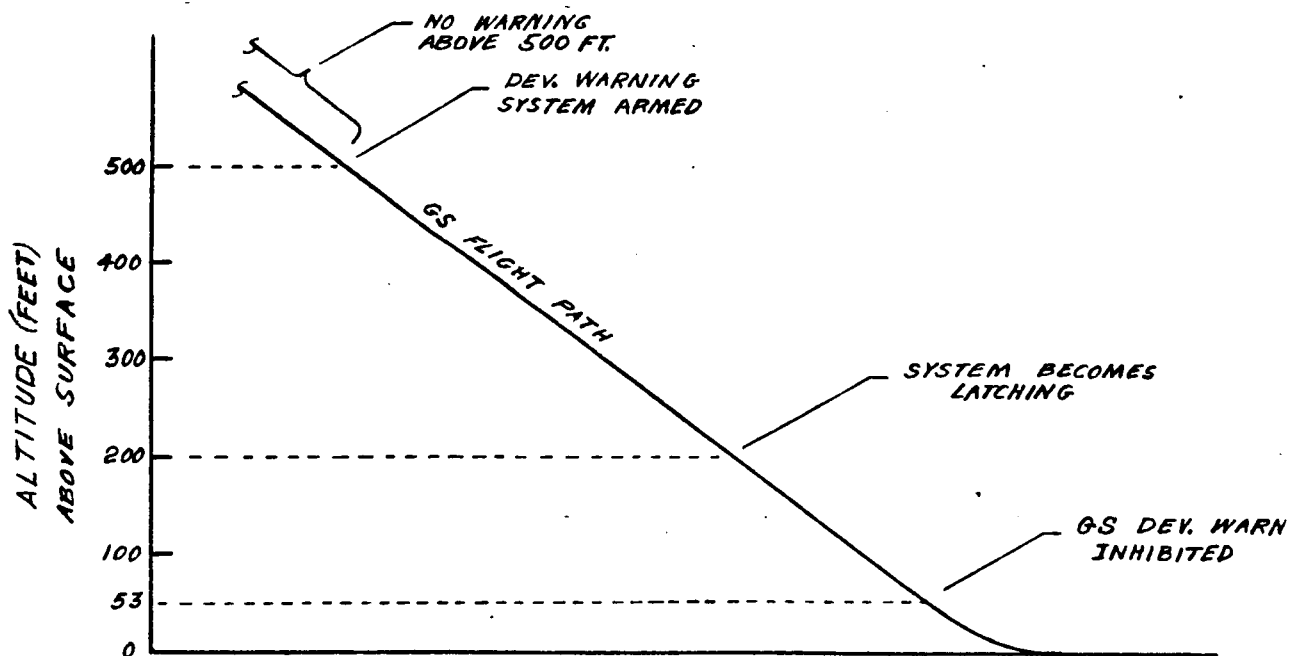 NO WARNING
ABOVE 500 FT.
DEV. WARNING
SYSTEM ARMED
500
GS FLIGHT PATH
400
ALTITUDE (FEET)
ABOVE SURFACE
300
SYSTEM BECOMES
LATCHING
200
GS DEV. WARN
INHIBITED
100
53
0